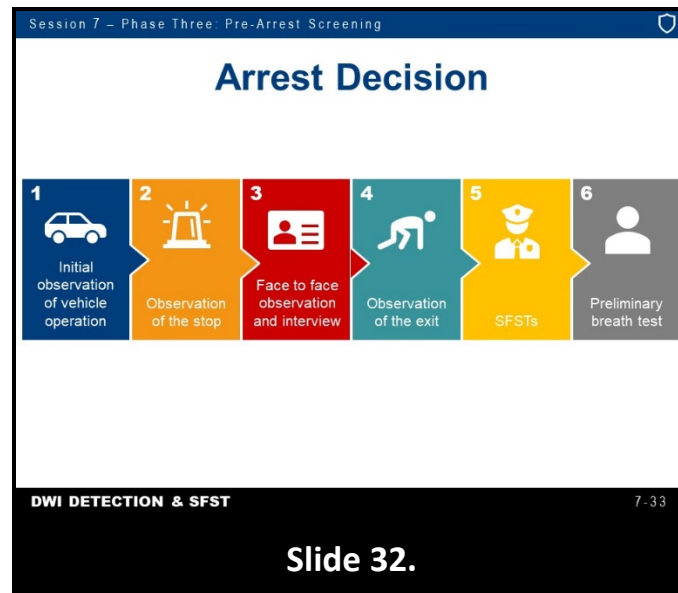 Session 7 – Phase Three: Pre-Arrest Screening
Arrest Decision
1
Initial
observation
of vehicle
operation
2
Observation
of the stop
3
Face to face
observation
and interview
4
Observation
of the exit
5
SFSTs
6
Preliminary
breath test
DWI DETECTION & SFST
7-33
Slide 32.